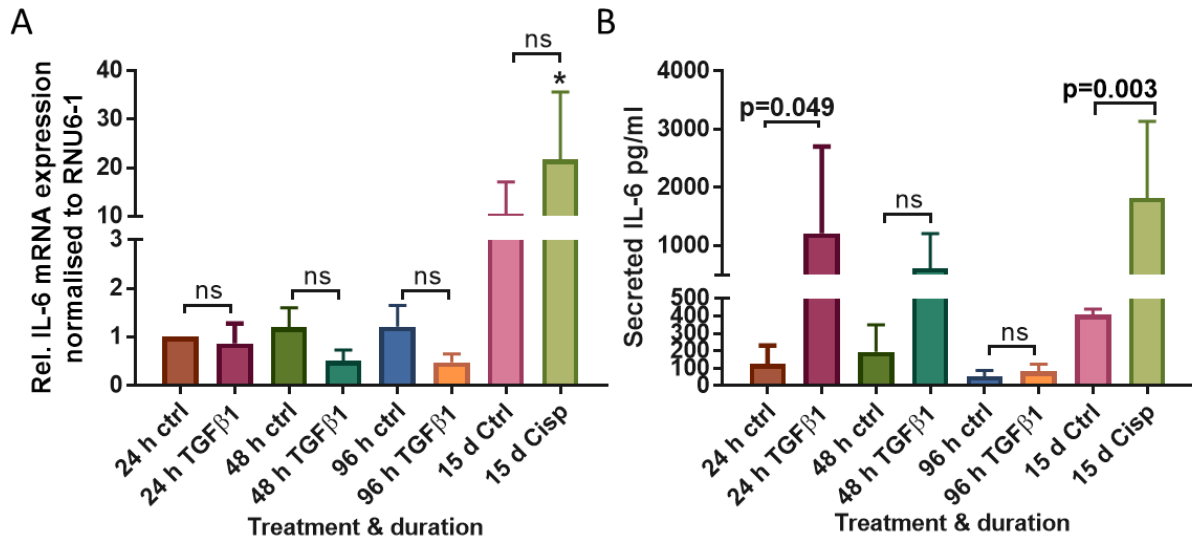 A
Rel. IL-6 mRNA expression
normalised to RNU6-1
40
30
20
10
3
2
1
0
ns
ns
ns
ns
*
24 h ctrl
24 h TGFβ1
48 h ctrl
48 h TGFβ1
96 h ctrl
96 h TGFβ1
15 d Ctrl
15 d Cisp
Treatment & duration
B
Secreted IL-6 pg/ml
4000
3000
2000
1000
500
400
300
200
100
0
p=0.049
ns
ns
p=0.003
24 h ctrl
24 h TGFβ1
48 h ctrl
48 h TGFβ1
96 h ctrl
96 h TGFβ1
15 d Ctrl
15 d Cisp
Treatment & duration